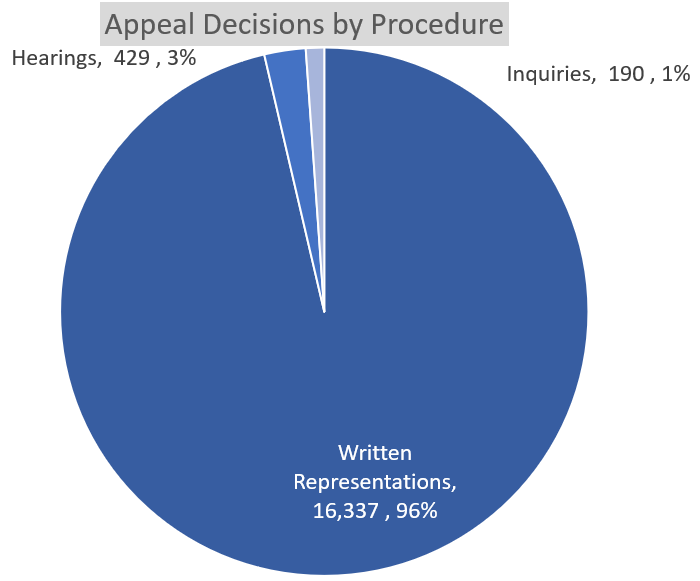 Appeal Decisions by Procedure
Hearings, 429 , 3%
Inquiries, 190 , 1%
Written
Representations,
16,337 , 96%